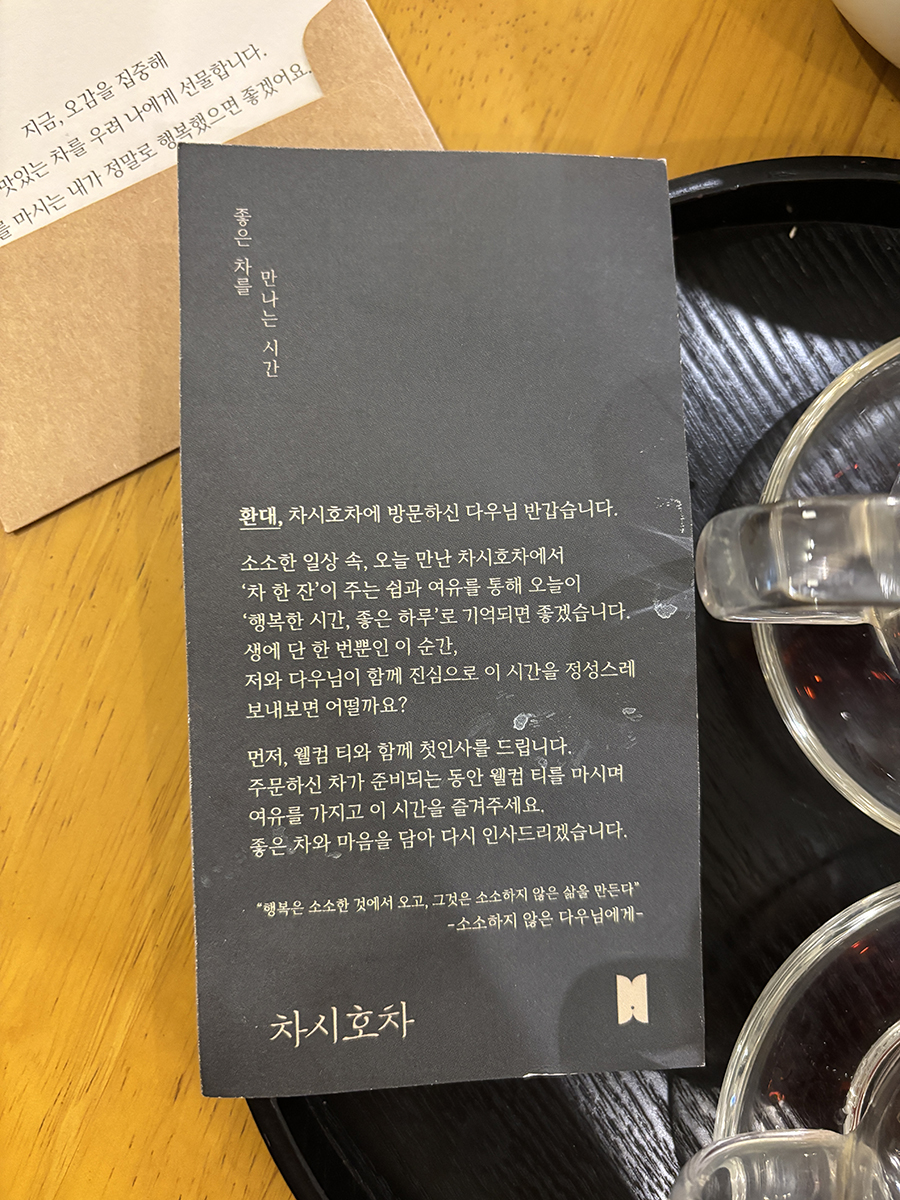 지금, 오감을 집중해
맛있는 차를 우려 나에게 선물합니다.
를 마시는 내가 정말로 행복했으면 좋겠어요.
좋은 차를
만나는 시간
환대, 차시호차에 방문하신 다우님 반갑습니다.
소소한 일상 속, 오늘 만난 차시호차에서
‘차 한 잔’이 주는 쉼과 여유를 통해 오늘이
‘행복한 시간, 좋은 하루’로 기억되면 좋겠습니다.
생에 단 한 번뿐인 이 순간,
저와 다우님이 함께 진심으로 이 시간을 정성스레
보내보면 어떨까요?
먼저, 웰컴 티와 함께 첫인사를 드립니다.
주문하신 차가 준비되는 동안 웰컴 티를 마시며
여유를 가지고 이 시간을 즐겨주세요.
좋은 차와 마음을 담아 다시 인사드리겠습니다.
“행복은 소소한 것에서 오고, 그것은 소소하지 않은 삶을 만든다”
-소소하지 않은 다우님에게-
차시호차